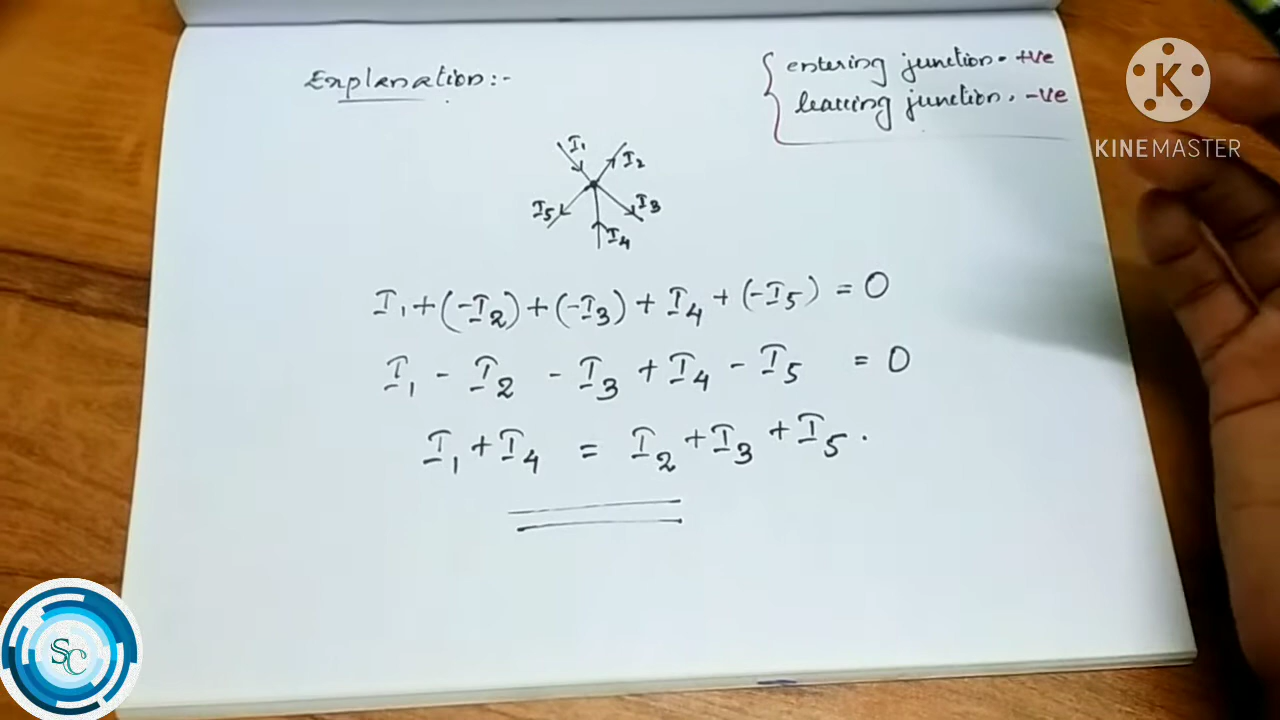 Explanation:-
entering junction. +ve
leaving junction. -ve
K
KINEMASTER
I₁
I₂
I₅
I₃
I₄
I₁+(-I₂)+(-I₃)+I₄+(-I₅) = 0
I₁ - I₂ - I₃ + I₄ - I₅ = 0
I₁+I₄ = I₂+I₃+I₅.
SC